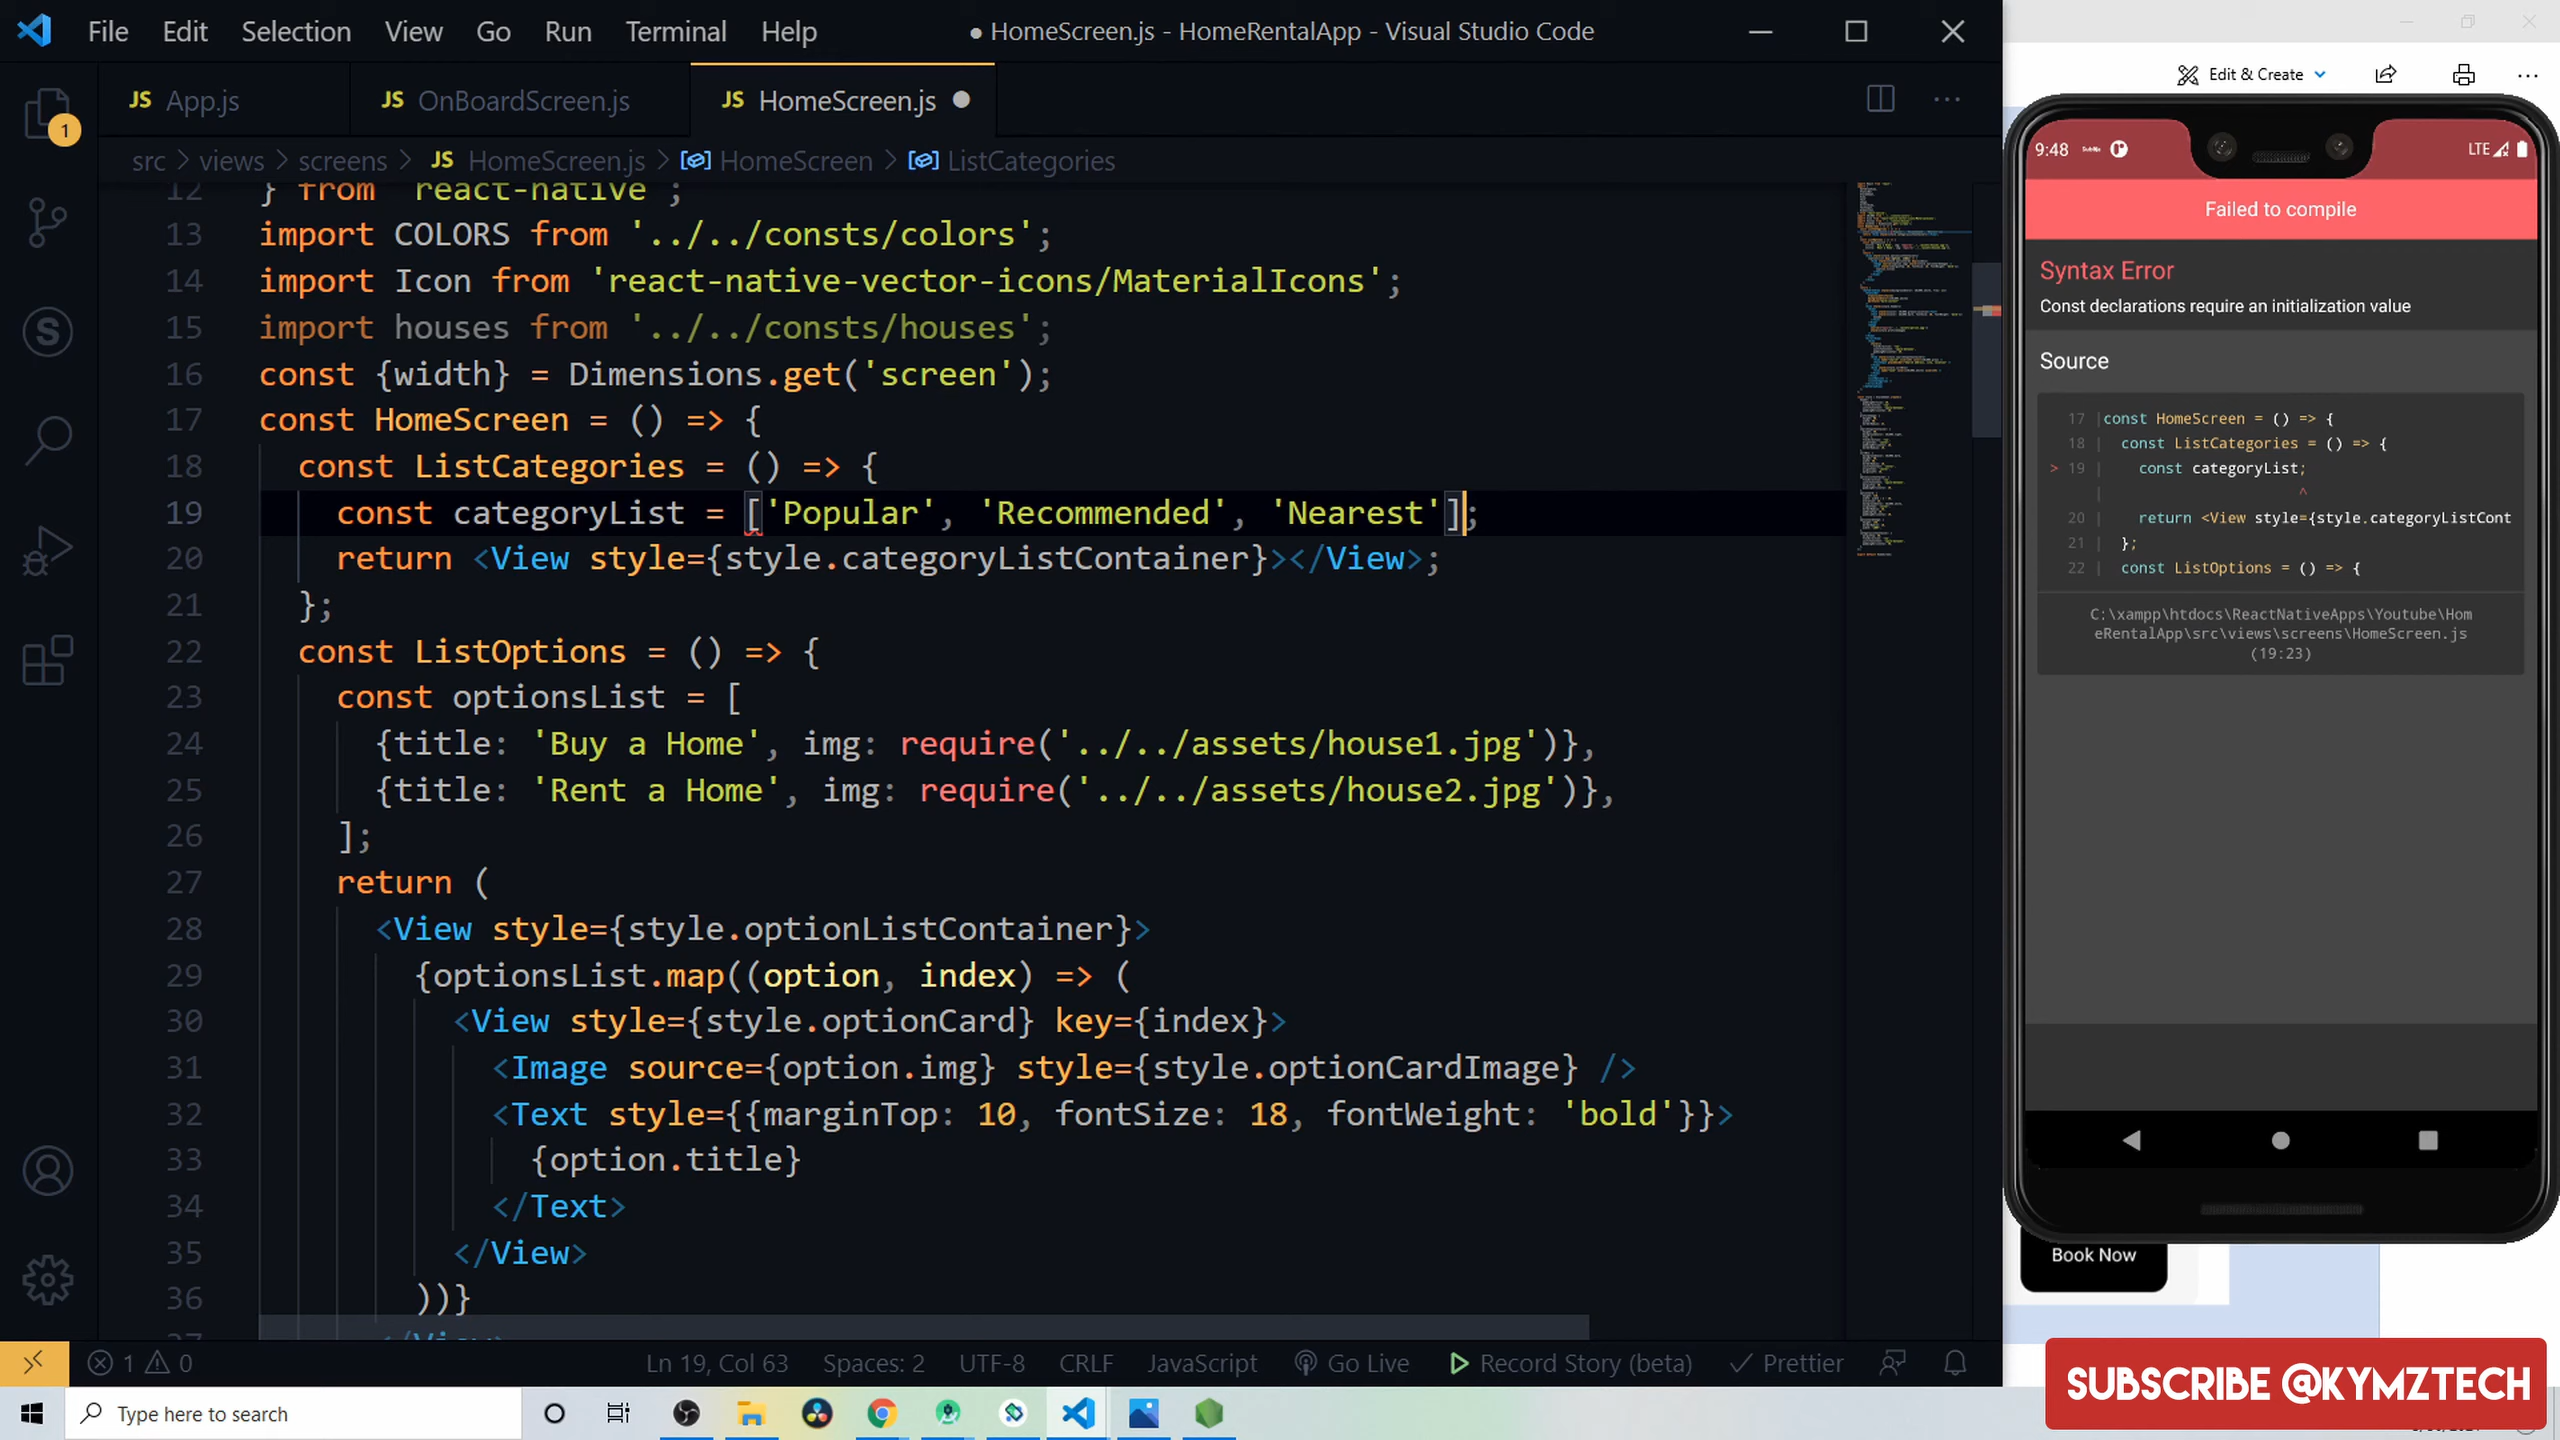 File Edit Selection View Go Run Terminal Help
● HomeScreen.js - HomeRentalApp - Visual Studio Code
JS App.js
JS OnBoardScreen.js
JS HomeScreen.js
src > views > screens > JS HomeScreen.js > HomeScreen > ListCategories
1
12 } from 'react-native';
13 import COLORS from '../../consts/colors';
14 import Icon from 'react-native-vector-icons/MaterialIcons';
15 import houses from '../../consts/houses';
16 const {width} = Dimensions.get('screen');
17 const HomeScreen = () => {
18 const ListCategories = () => {
19 const categoryList = ['Popular', 'Recommended', 'Nearest'];
20 return <View style={style.categoryListContainer}></View>;
21 };
22 const ListOptions = () => {
23 const optionsList = [
24 {title: 'Buy a Home', img: require('../../assets/house1.jpg')},
25 {title: 'Rent a Home', img: require('../../assets/house2.jpg')},
26 ];
27 return (
28 <View style={style.optionListContainer}>
29 {optionsList.map((option, index) => (
30 <View style={style.optionCard} key={index}>
31 <Image source={option.img} style={style.optionCardImage} />
32 <Text style={{marginTop: 10, fontSize: 18, fontWeight: 'bold'}}>
33 {option.title}
34 </Text>
35 </View>
36 ))}
37 </View>
1 0
Ln 19, Col 63 Spaces: 2 UTF-8 CRLF JavaScript Go Live Record Story (beta) Prettier
Type here to search
Edit & Create
9:48
LTE
Failed to compile
Syntax Error
Const declarations require an initialization value
Source
17 |const HomeScreen = () => {
18 | const ListCategories = () => {
> 19 | const categoryList;
| ^
20 | return <View style={style.categoryListCont
21 | };
22 | const ListOptions = () => {
C:\xampp\htdocs\ReactNativeApps\Youtube\Hom
eRentalApp\src\views\screens\HomeScreen.js
(19:23)
Book Now
SUBSCRIBE @KYMZTECH